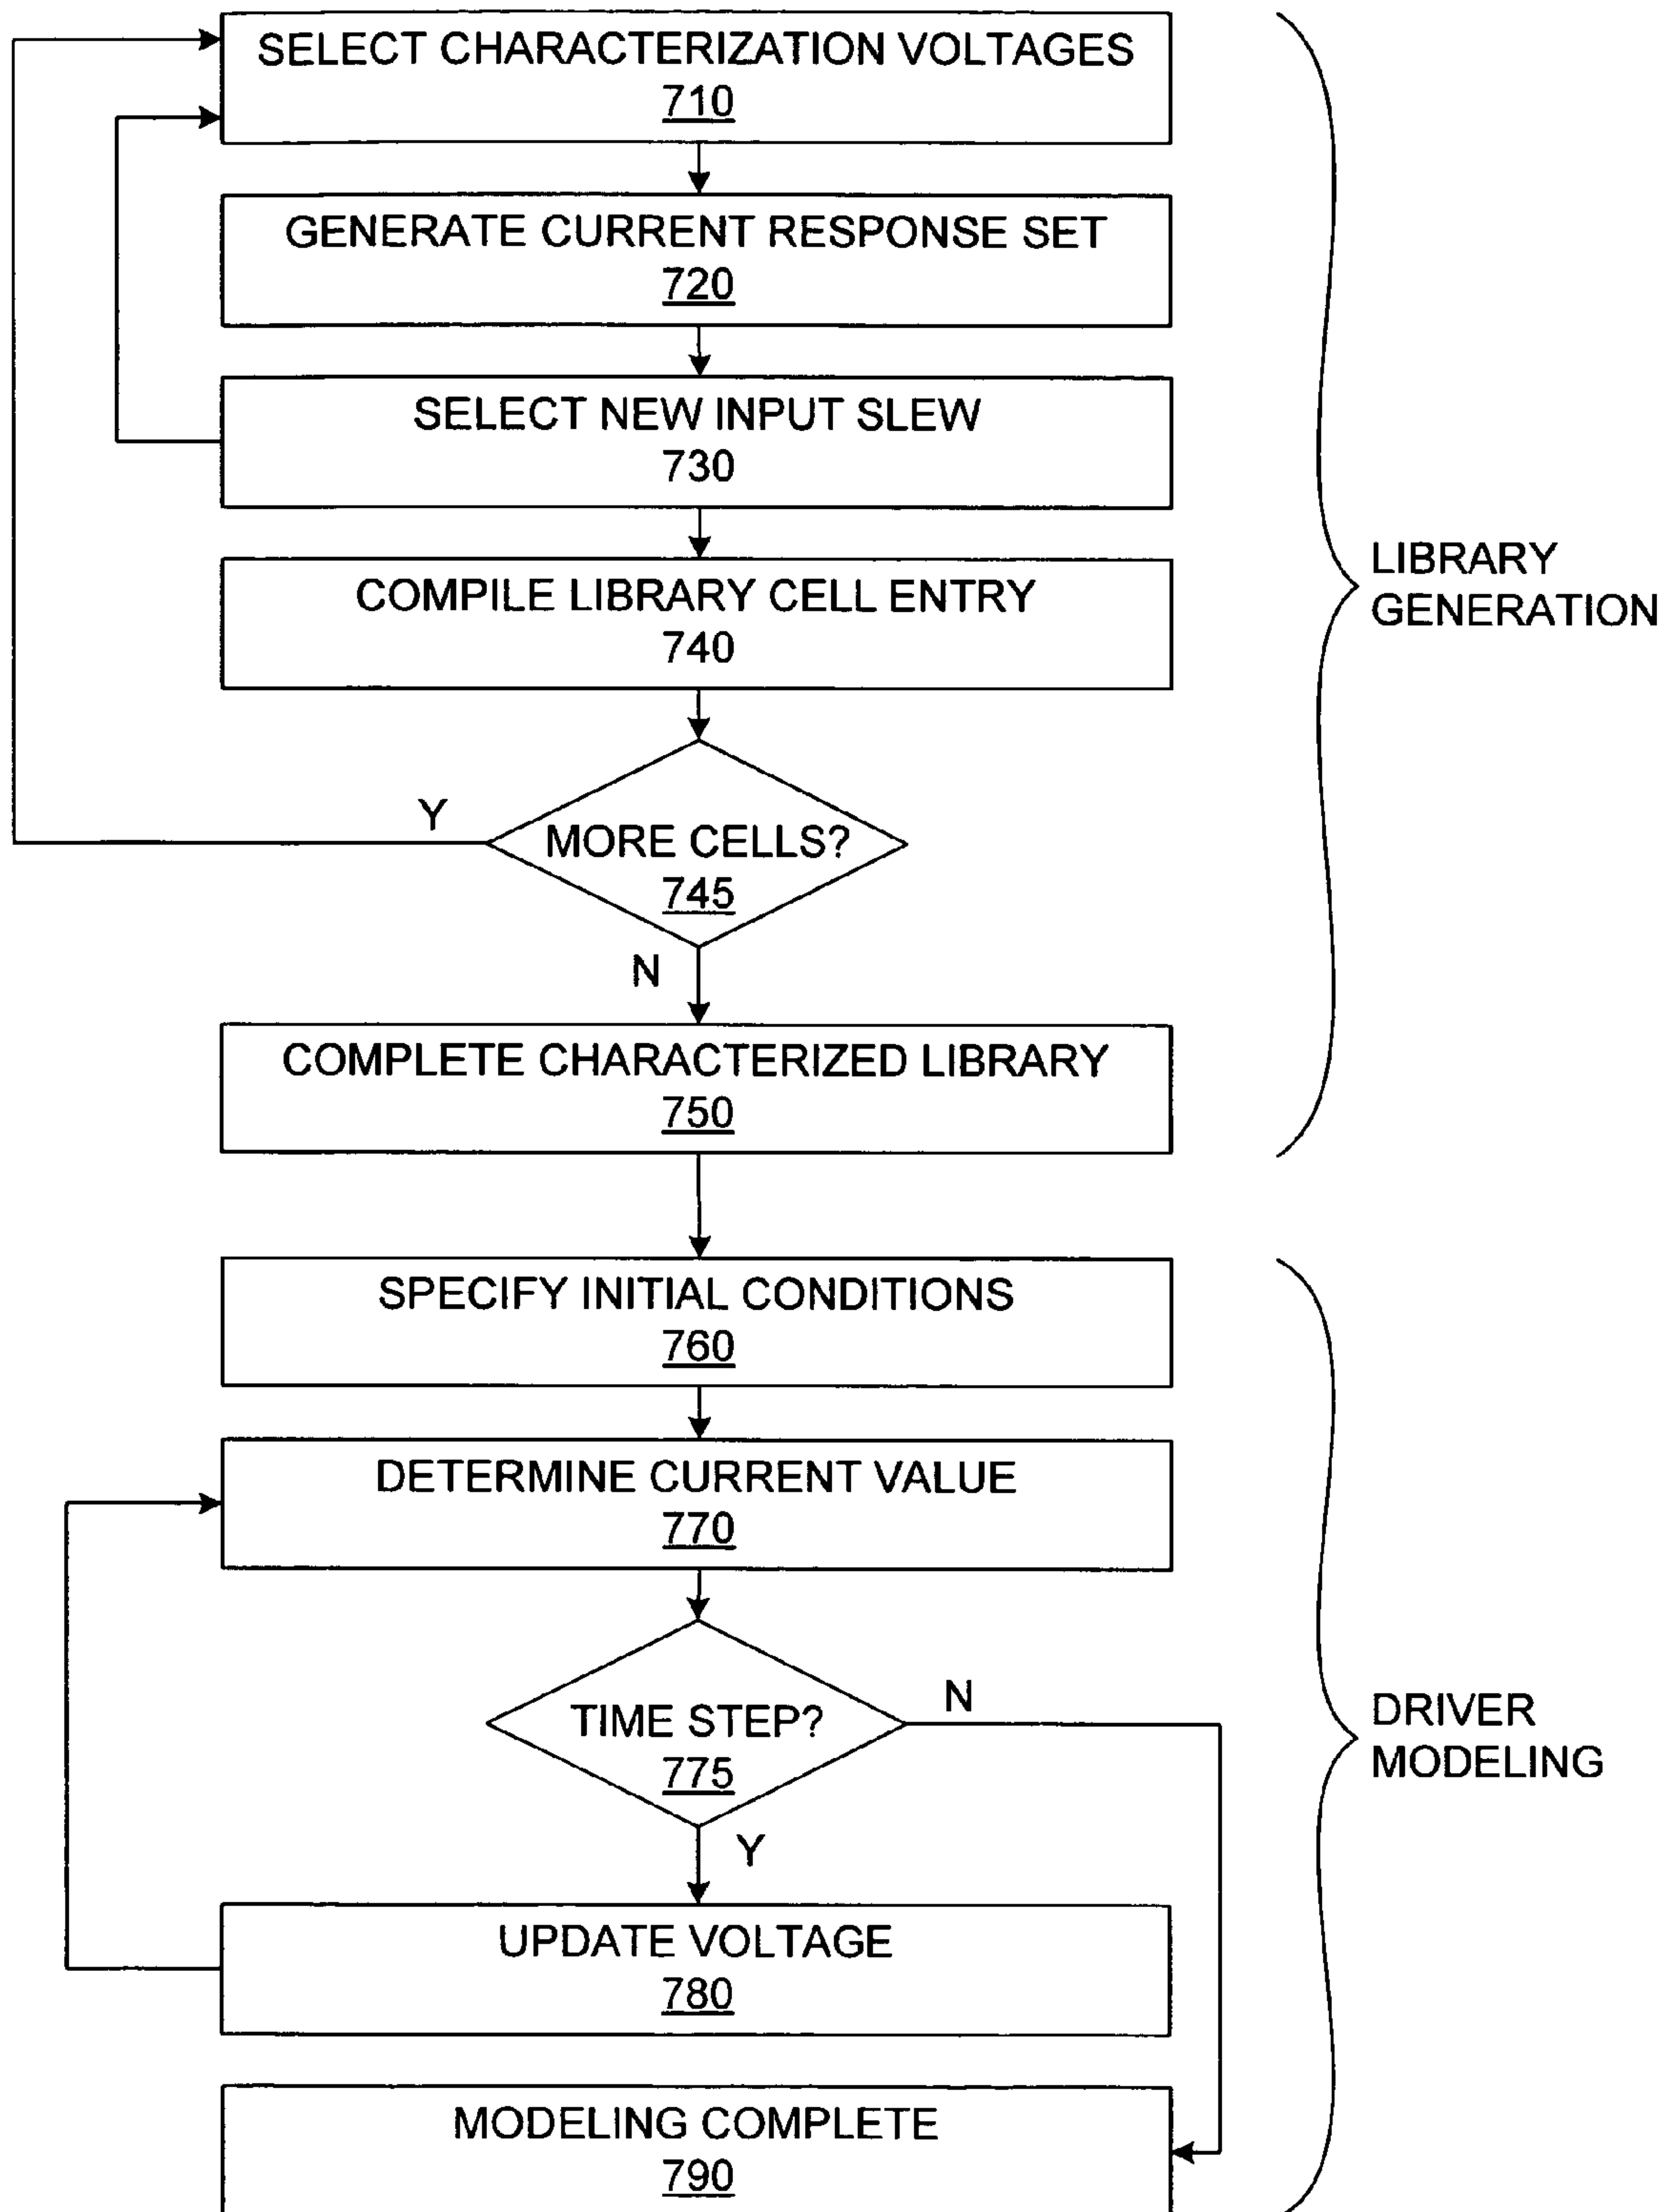 SELECT CHARACTERIZATION VOLTAGES
710
GENERATE CURRENT RESPONSE SET
720
SELECT NEW INPUT SLEW
730
COMPILE LIBRARY CELL ENTRY
740
LIBRARY
GENERATION
Y
MORE CELLS?
745
N
COMPLETE CHARACTERIZED LIBRARY
750
SPECIFY INITIAL CONDITIONS
760
DETERMINE CURRENT VALUE
770
N
TIME STEP?
775
DRIVER
MODELING
Y
UPDATE VOLTAGE
780
MODELING COMPLETE
790